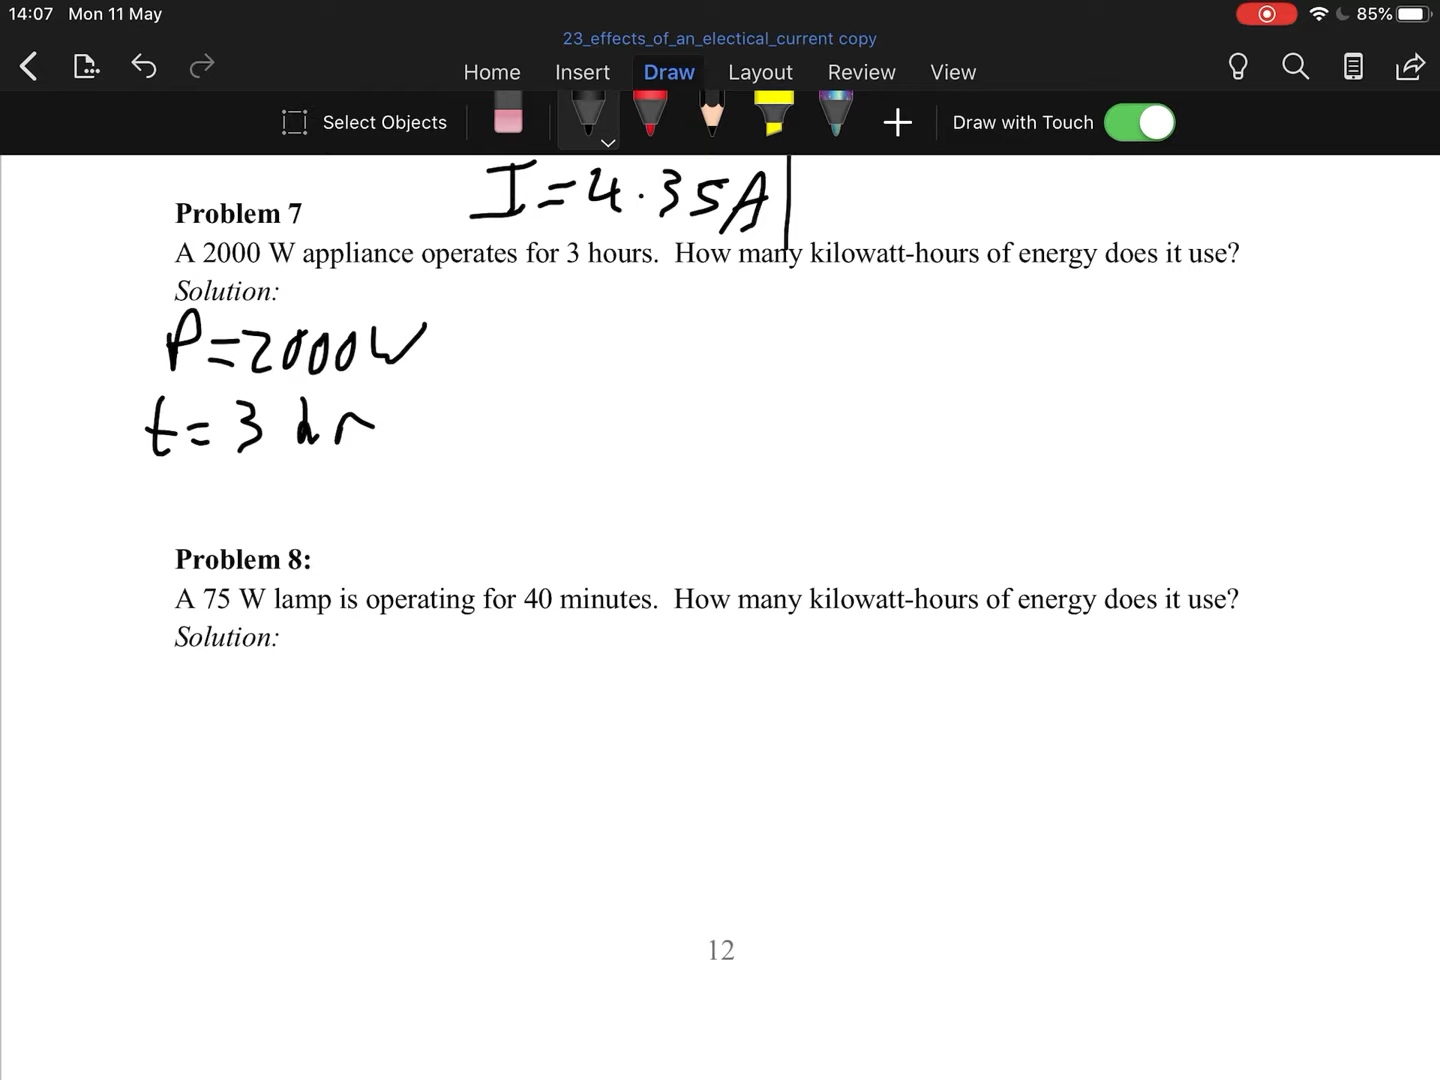 14:07 Mon 11 May 85%
23_effects_of_an_electical_current copy
Home Insert Draw Layout Review View
Select Objects Draw with Touch
I=4.35A
Problem 7
A 2000 W appliance operates for 3 hours. How many kilowatt-hours of energy does it use?
Solution:
P=2000W
t=3 hr
Problem 8:
A 75 W lamp is operating for 40 minutes. How many kilowatt-hours of energy does it use?
Solution:
12